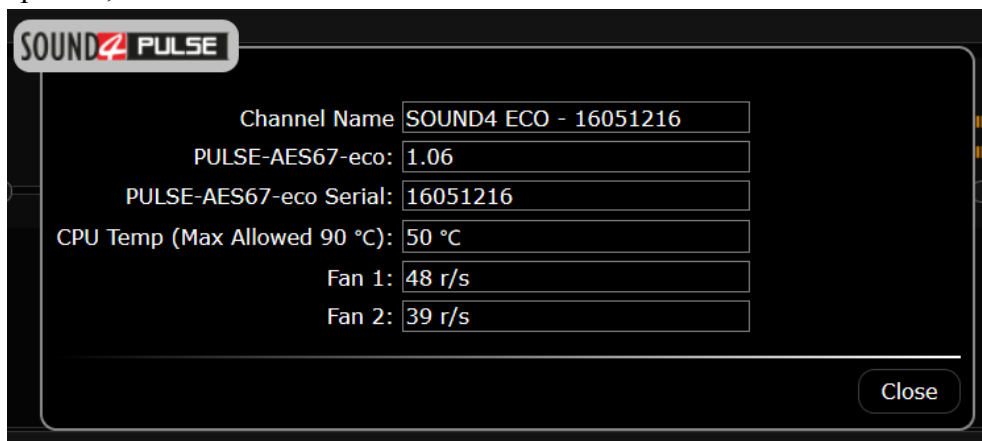 SOUND4 PULSE
Channel Name SOUND4 ECO - 16051216
PULSE-AES67-eco: 1.06
PULSE-AES67-eco Serial: 16051216
CPU Temp (Max Allowed 90 °C): 50 °C
Fan 1: 48 r/s
Fan 2: 39 r/s
Close